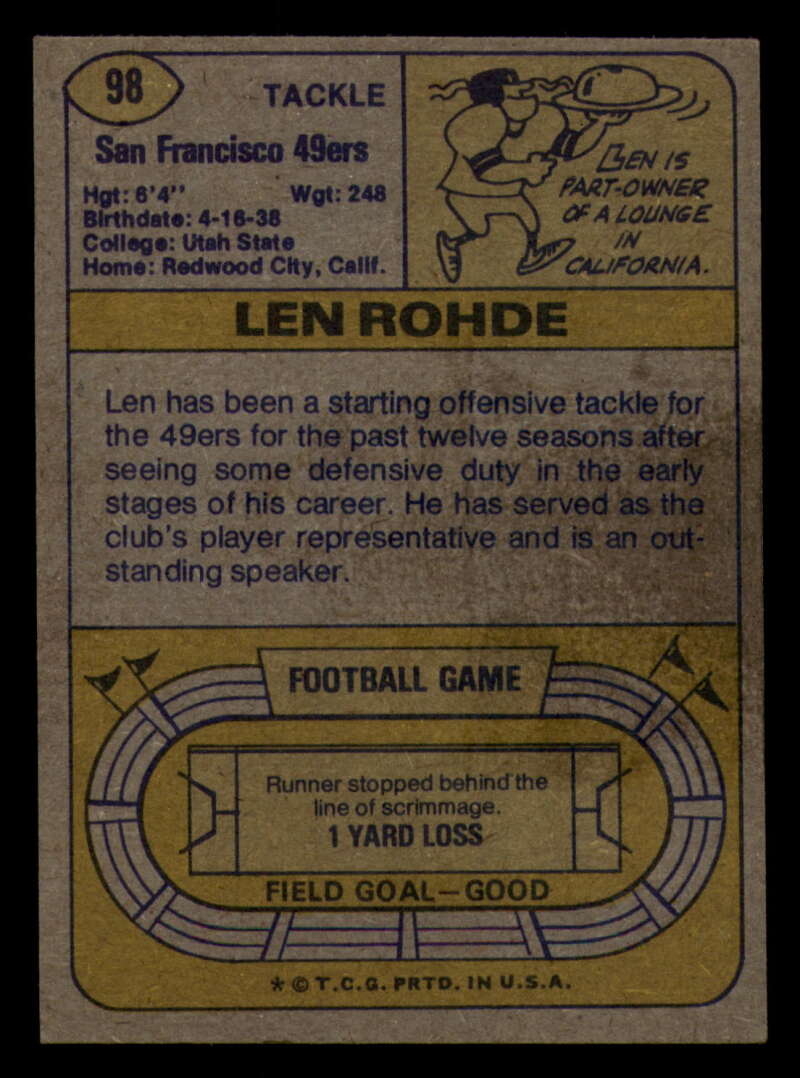 98
TACKLE
San Francisco 49ers
Hgt: 6'4" Wgt: 248
Birthdate: 4-16-38
College: Utah State
Home: Redwood City, Calif.
BEN IS
PART-OWNER
OF A LOUNGE
IN
CALIFORNIA.
LEN ROHDE
Len has been a starting offensive tackle for
the 49ers for the past twelve seasons after
seeing some defensive duty in the early
stages of his career. He has served as the
club's player representative and is an out-
standing speaker.
FOOTBALL GAME
Runner stopped behind the
line of scrimmage.
1 YARD LOSS
FIELD GOAL—GOOD
* © T.C.G. PRTD. IN U.S.A.